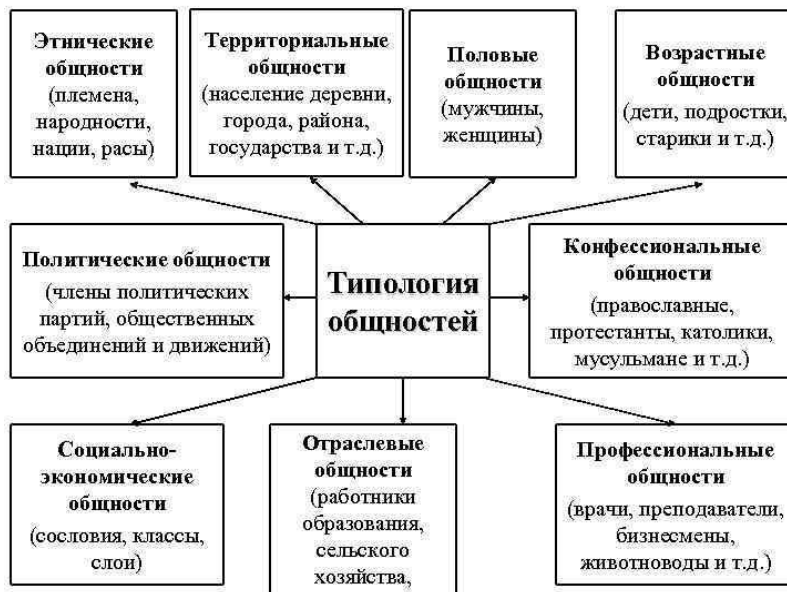 Этнические
общности
(племена,
народности,
нации, расы)
Территориальные
общности
(население деревни,
города, района,
государства и т.д.)
Половые
общности
(мужчины,
женщины)
Возрастные
общности
(дети, подростки,
старики и т.д.)
Политические общности
(члены политических
партий, общественных
объединений и движений)
Типология
общностей
Конфессиональные
общности
(православные,
протестанты, католики,
мусульмане и т.д.)
Социально-
экономические
общности
(сословия, классы,
слои)
Отраслевые
общности
(работники
образования,
сельского
хозяйства,
Профессиональные
общности
(врачи, преподаватели,
бизнесмены,
животноводы и т.д.)